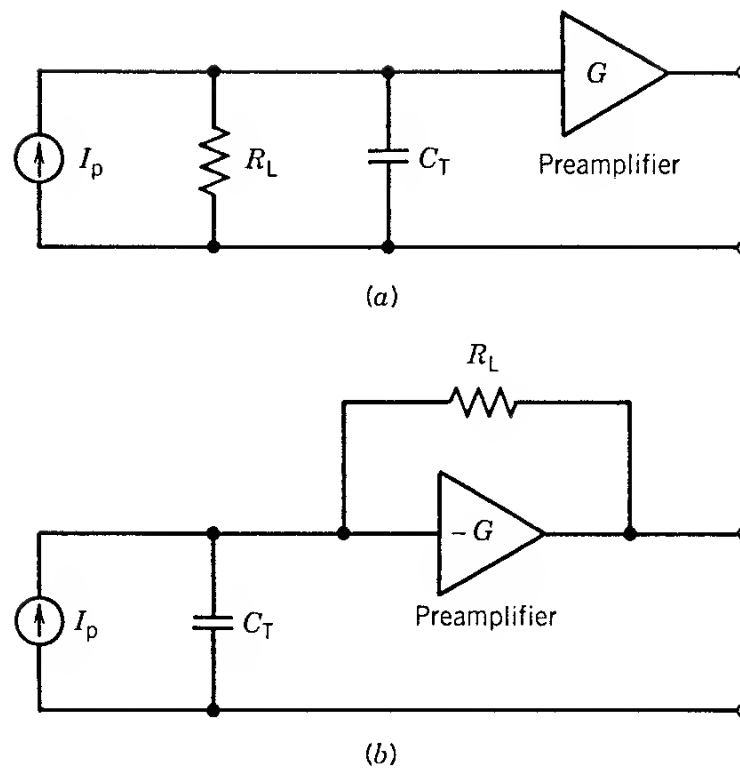 G
I_p
R_L
C_T
Preamplifier
(a)
R_L
-G
I_p
C_T
Preamplifier
(b)